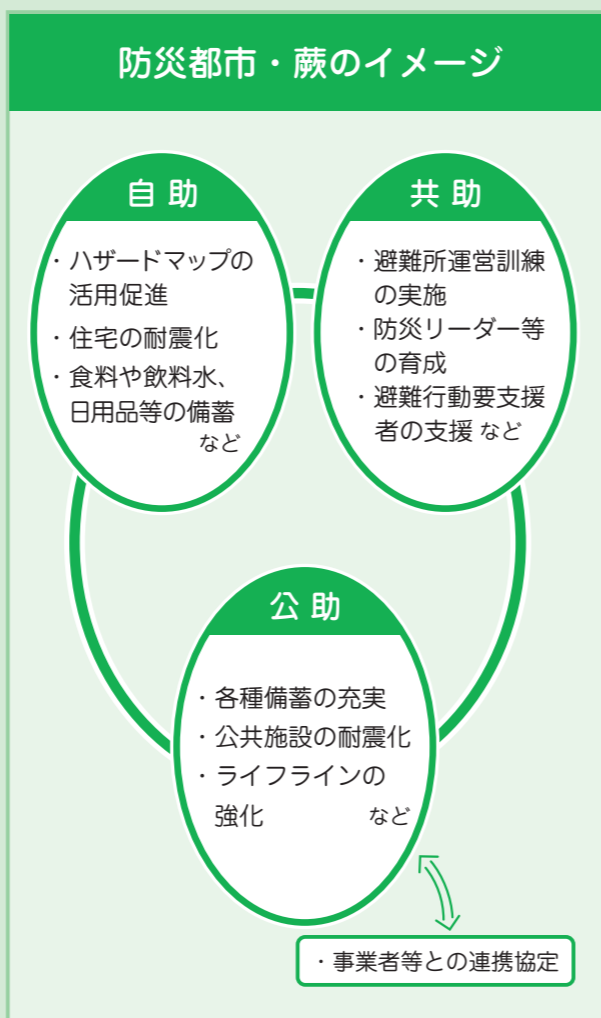 防災都市・蕨のイメージ
自助
・ハザードマップの
活用促進
・住宅の耐震化
・食料や飲料水、
日用品等の備蓄
など
共助
・避難所運営訓練
の実施
・防災リーダー等
の育成
・避難行動要支援
者の支援 など
公助
・各種備蓄の充実
・公共施設の耐震化
・ライフラインの
強化 など
・事業者等との連携協定